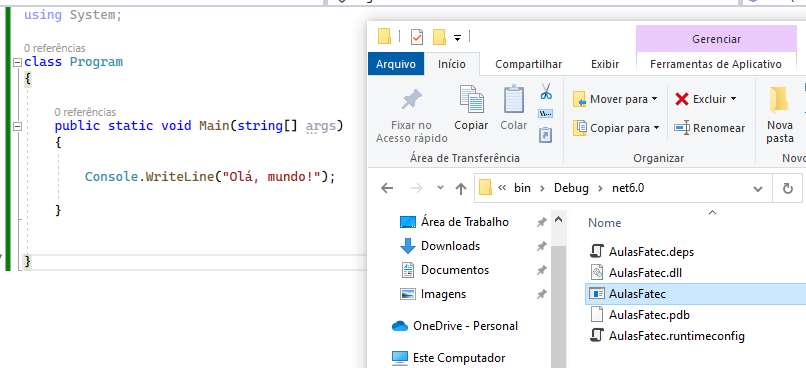 using System;
0 referências
class Program
{
0 referências
public static void Main(string[] args)
{
Console.WriteLine("Olá, mundo!");
}
}
Gerenciar
Arquivo Início Compartilhar Exibir Ferramentas de Aplicativo
Fixar no Acesso rápido
Copiar
Colar
Área de Transferência
Mover para
Copiar para
Excluir
Renomear
Organizar
Nova pasta
bin > Debug > net6.0
Área de Trabalho
Downloads
Documentos
Imagens
OneDrive - Personal
Este Computador
Nome
AulasFatec.deps
AulasFatec.dll
AulasFatec
AulasFatec.pdb
AulasFatec.runtimeconfig